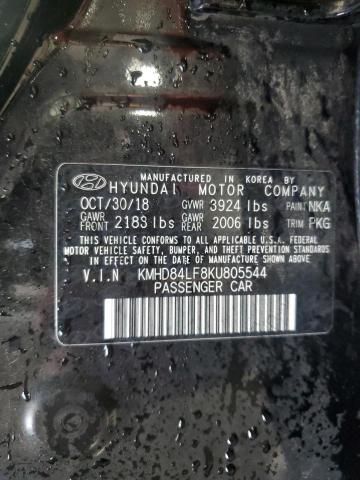 MANUFACTURED IN KOREA BY
HYUNDAI MOTOR COMPANY
OCT/30/18 GVWR 3924 lbs PAINT NKA
GAWR FRONT 2183 lbs GAWR REAR 2006 lbs TRIM PKG
THIS VEHICLE CONFORMS TO ALL
APPLICABLE U.S. FEDERAL MOTOR
VEHICLE SAFETY, BUMPER, AND THEFT PREVENTION STANDARDS
IN EFFECT ON THE DATE OF MANUFACTURE SHOWN ABOVE.
V.I.N KMHD84LF8KU805544
PASSENGER CAR